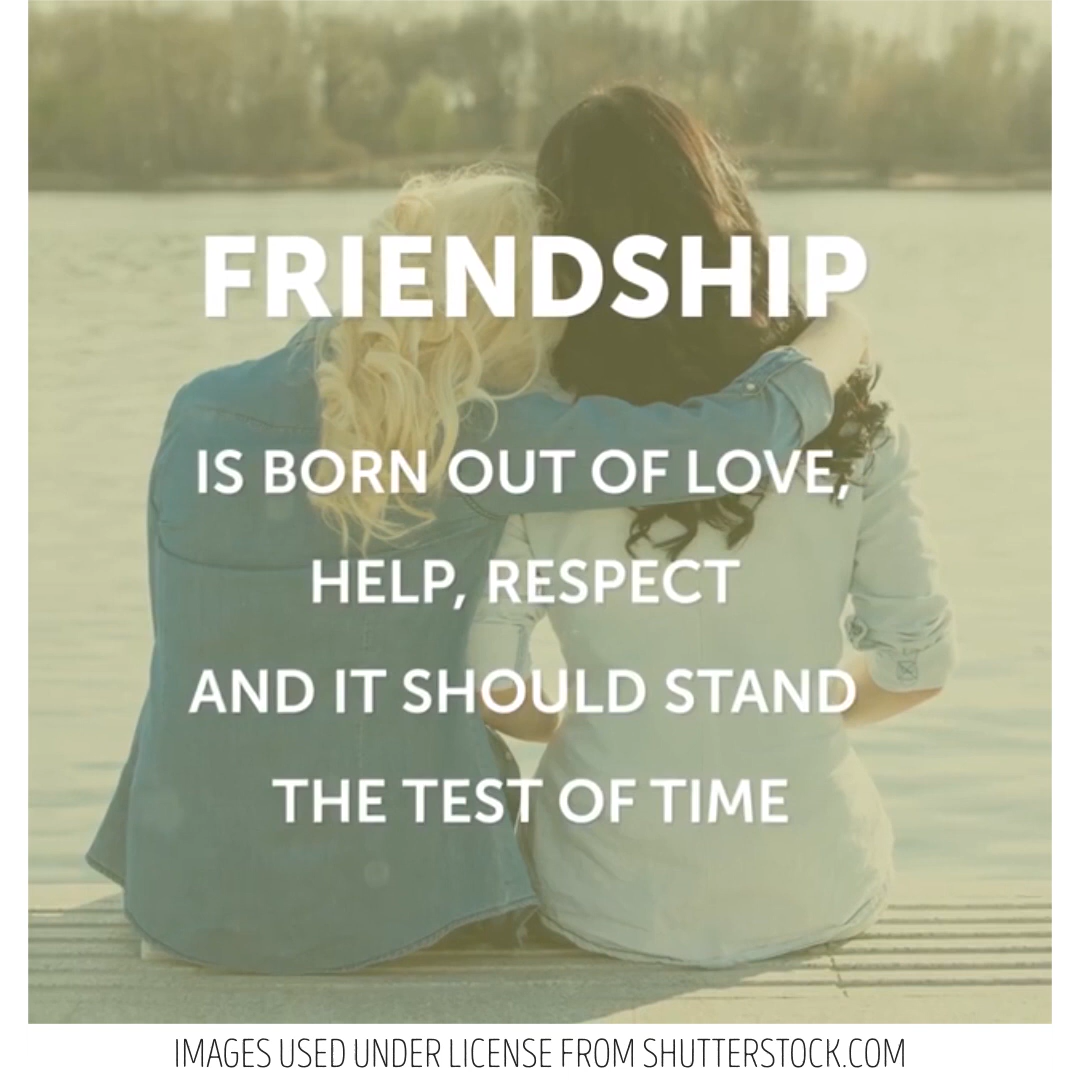 FRIENDSHIP
IS BORN OUT OF LOVE,
HELP, RESPECT
AND IT SHOULD STAND
THE TEST OF TIME
IMAGES USED UNDER LICENSE FROM SHUTTERSTOCK.COM